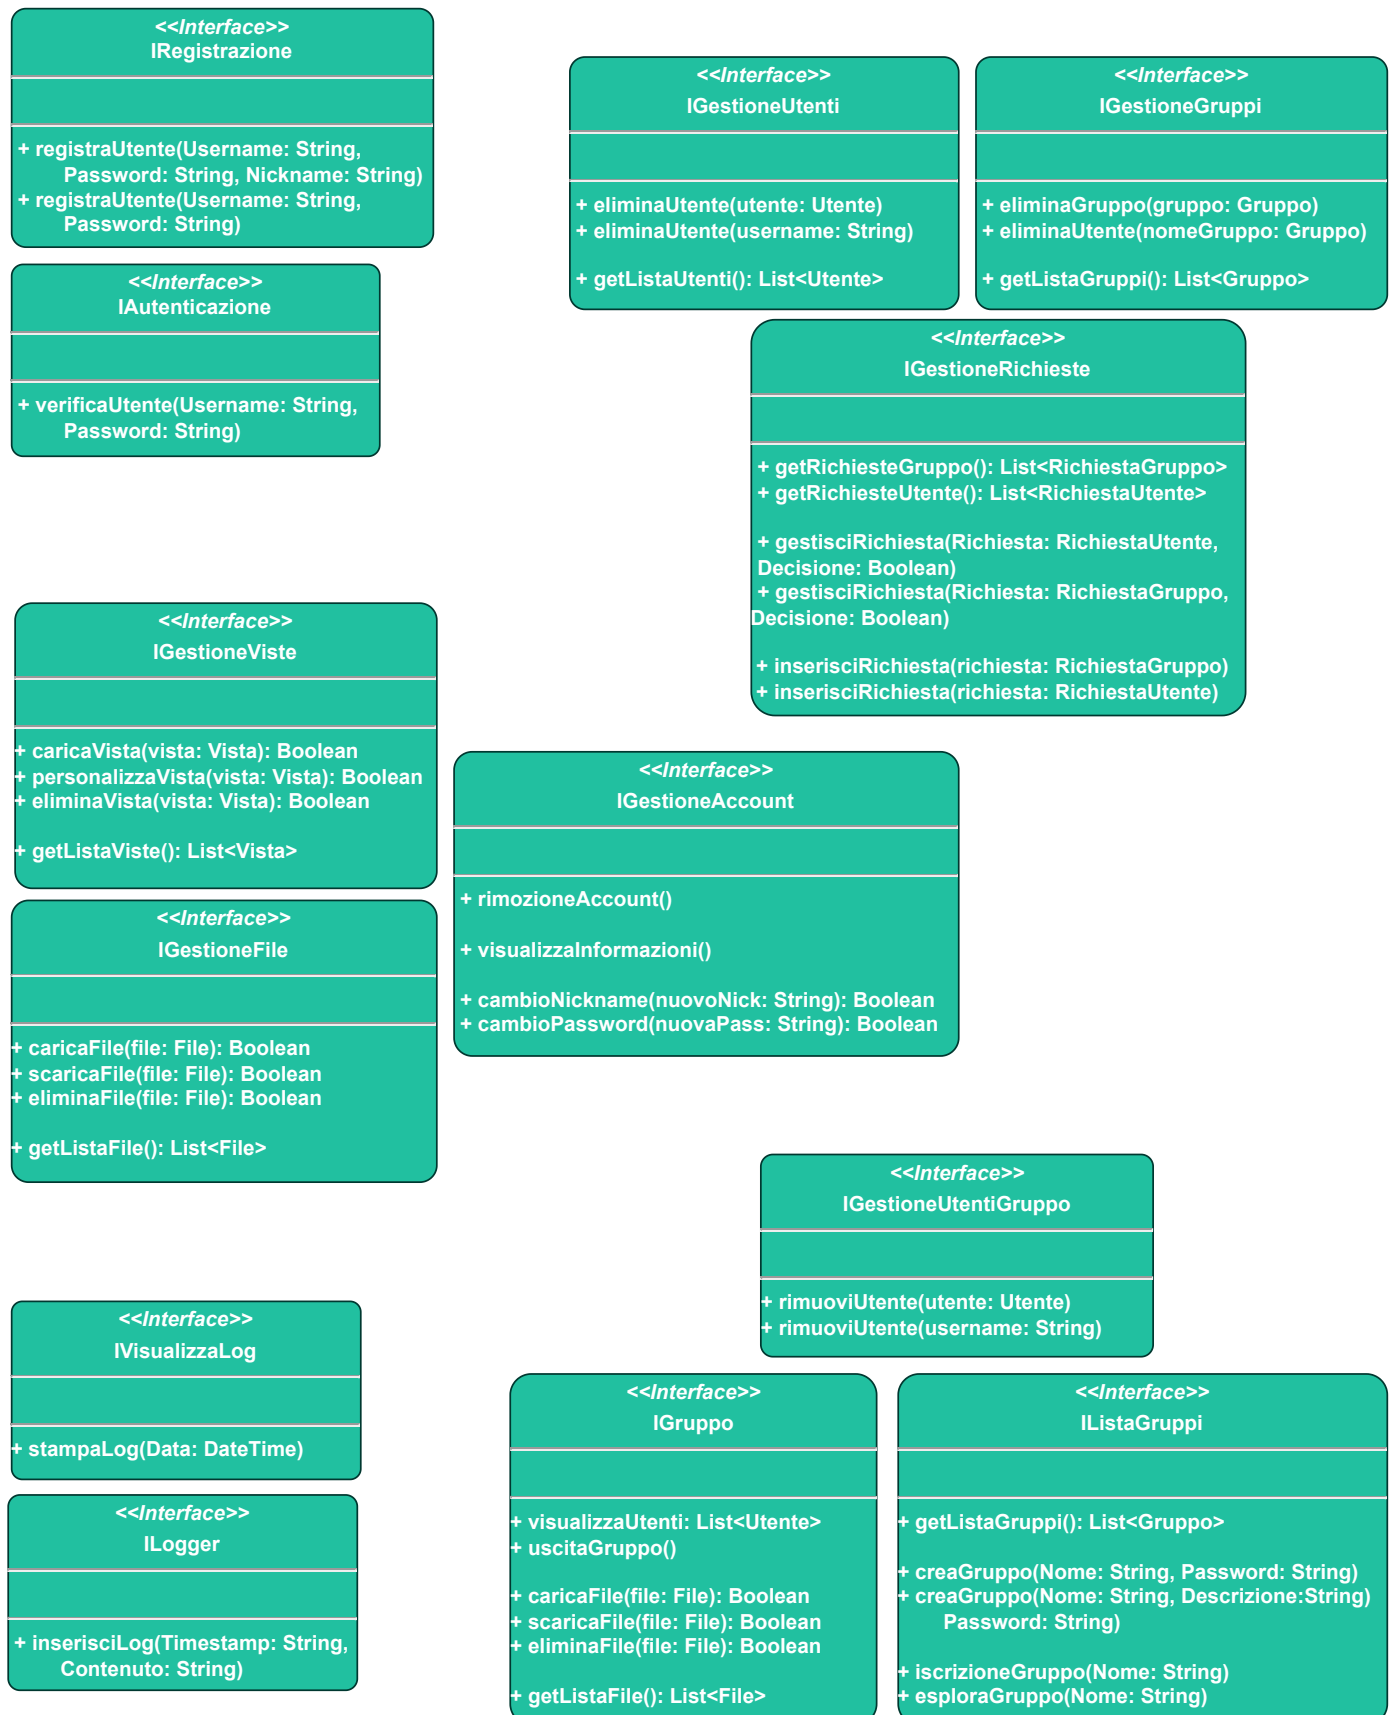 <<Interface>>
IRegistrazione
+ registraUtente(Username: String,
Password: String, Nickname: String)
+ registraUtente(Username: String,
Password: String)
<<Interface>>
IAutenticazione
+ verificaUtente(Username: String,
Password: String)
<<Interface>>
IGestioneUtenti
+ eliminaUtente(utente: Utente)
+ eliminaUtente(username: String)
+ getListaUtenti(): List<Utente>
<<Interface>>
IGestioneGruppi
+ eliminaGruppo(gruppo: Gruppo)
+ eliminaUtente(nomeGruppo: Gruppo)
+ getListaGruppi(): List<Gruppo>
<<Interface>>
IGestioneRichieste
+ getRichiesteGruppo(): List<RichiestaGruppo>
+ getRichiesteUtente(): List<RichiestaUtente>
+ gestisciRichiesta(Richiesta: RichiestaUtente,
Decisione: Boolean)
+ gestisciRichiesta(Richiesta: RichiestaGruppo,
Decisione: Boolean)
+ inserisciRichiesta(richiesta: RichiestaGruppo)
+ inserisciRichiesta(richiesta: RichiestaUtente)
<<Interface>>
IGestioneViste
+ caricaVista(vista: Vista): Boolean
+ personalizzaVista(vista: Vista): Boolean
+ eliminaVista(vista: Vista): Boolean
+ getListaViste(): List<Vista>
<<Interface>>
IGestioneAccount
+ rimozioneAccount()
+ visualizzaInformazioni()
+ cambioNickname(nuovoNick: String): Boolean
+ cambioPassword(nuovaPass: String): Boolean
<<Interface>>
IGestioneFile
+ caricaFile(file: File): Boolean
+ scaricaFile(file: File): Boolean
+ eliminaFile(file: File): Boolean
+ getListaFile(): List<File>
<<Interface>>
IGestioneUtentiGruppo
+ rimuoviUtente(utente: Utente)
+ rimuoviUtente(username: String)
<<Interface>>
IVisualizzaLog
+ stampaLog(Data: DateTime)
<<Interface>>
ILogger
+ inserisciLog(Timestamp: String,
Contenuto: String)
<<Interface>>
IGruppo
+ visualizzaUtenti: List<Utente>
+ uscitaGruppo()
+ caricaFile(file: File): Boolean
+ scaricaFile(file: File): Boolean
+ eliminaFile(file: File): Boolean
+ getListaFile(): List<File>
<<Interface>>
IListaGruppi
+ getListaGruppi(): List<Gruppo>
+ creaGruppo(Nome: String, Password: String)
+ creaGruppo(Nome: String, Descrizione:String)
Password: String)
+ iscrizioneGruppo(Nome: String)
+ esploraGruppo(Nome: String)